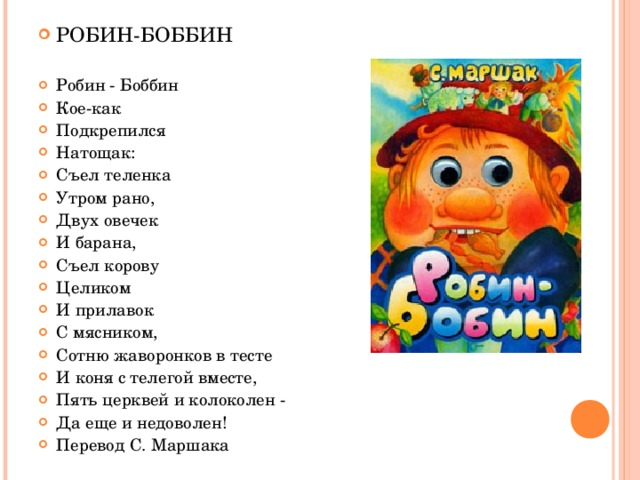 РОБИН-БОББИН
Робин - Боббин
Кое-как
Подкрепился
Натощак:
Съел теленка
Утром рано,
Двух овечек
И барана,
Съел корову
Целиком
И прилавок
С мясником,
Сотню жаворонков в тесте
И коня с телегой вместе,
Пять церквей и колоколен -
Да еще и недоволен!
Перевод С. Маршака
С. МАРШАК
РОБИН-
БОБИН